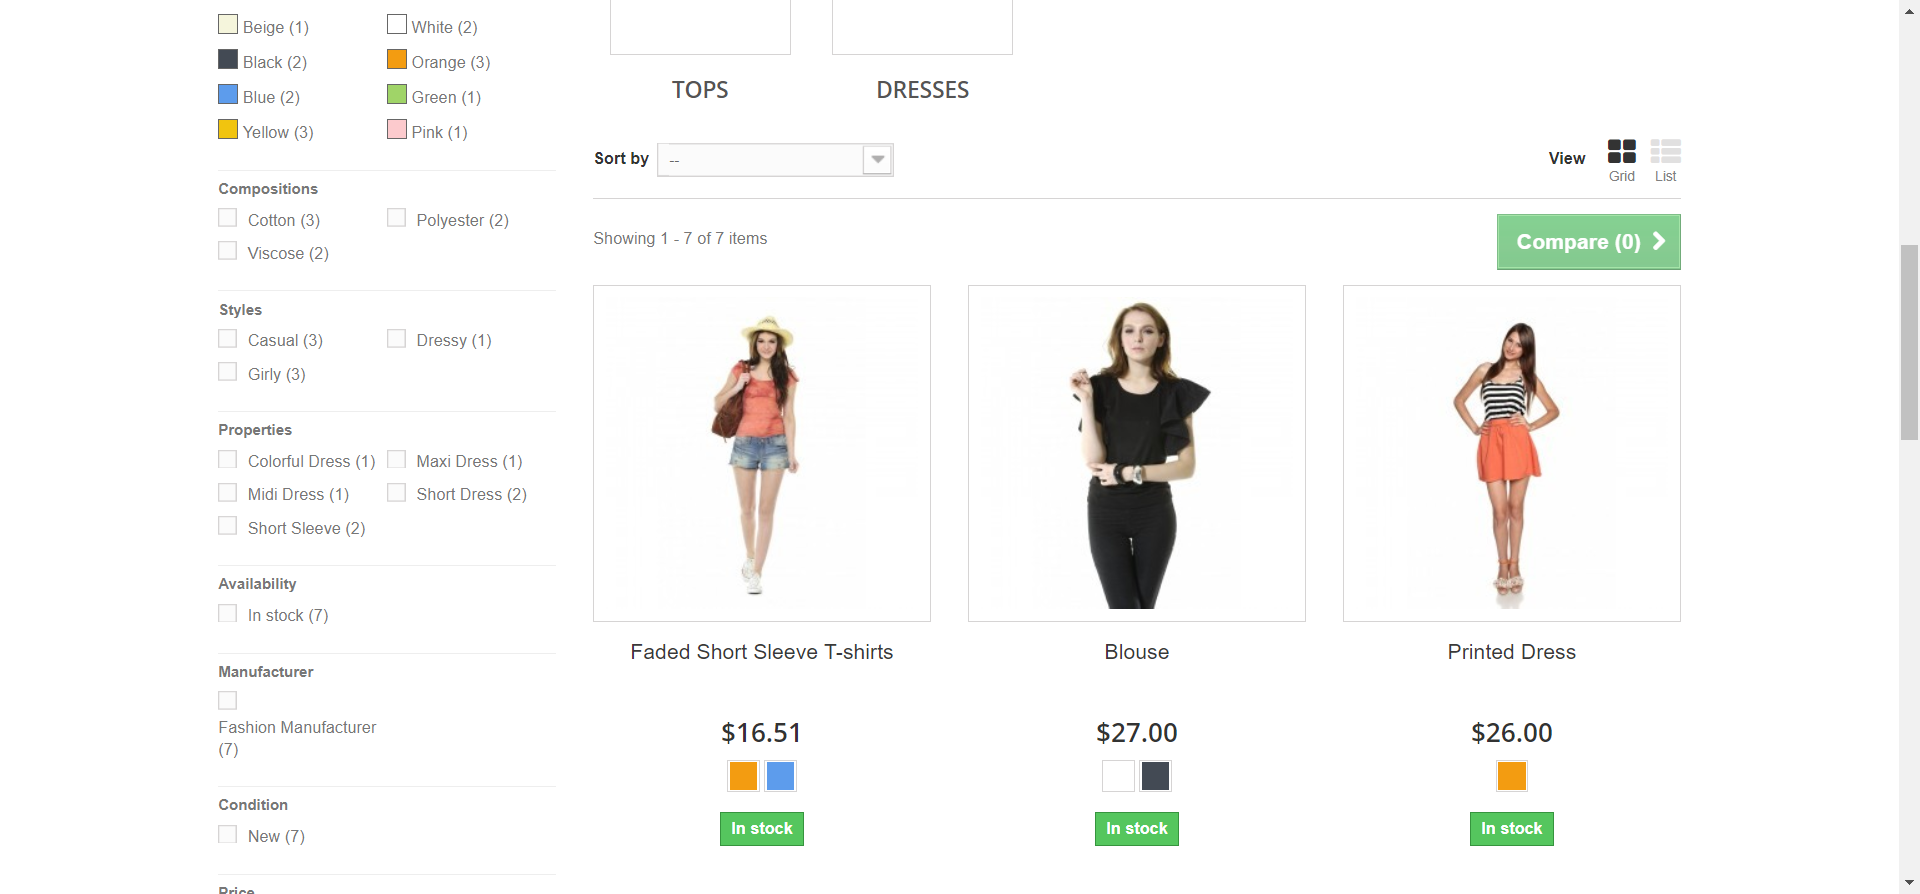 Beige (1)
White (2)
Black (2)
Orange (3)
Blue (2)
Green (1)
Yellow (3)
Pink (1)
Compositions
Cotton (3)
Polyester (2)
Viscose (2)
Styles
Casual (3)
Dressy (1)
Girly (3)
Properties
Colorful Dress (1)
Maxi Dress (1)
Midi Dress (1)
Short Dress (2)
Short Sleeve (2)
Availability
In stock (7)
Manufacturer
Fashion Manufacturer
(7)
Condition
New (7)
Price
TOPS
DRESSES
Sort by
--
View
Grid
List
Showing 1 - 7 of 7 items
Compare (0)
Faded Short Sleeve T-shirts
$16.51
In stock
Blouse
$27.00
In stock
Printed Dress
$26.00
In stock